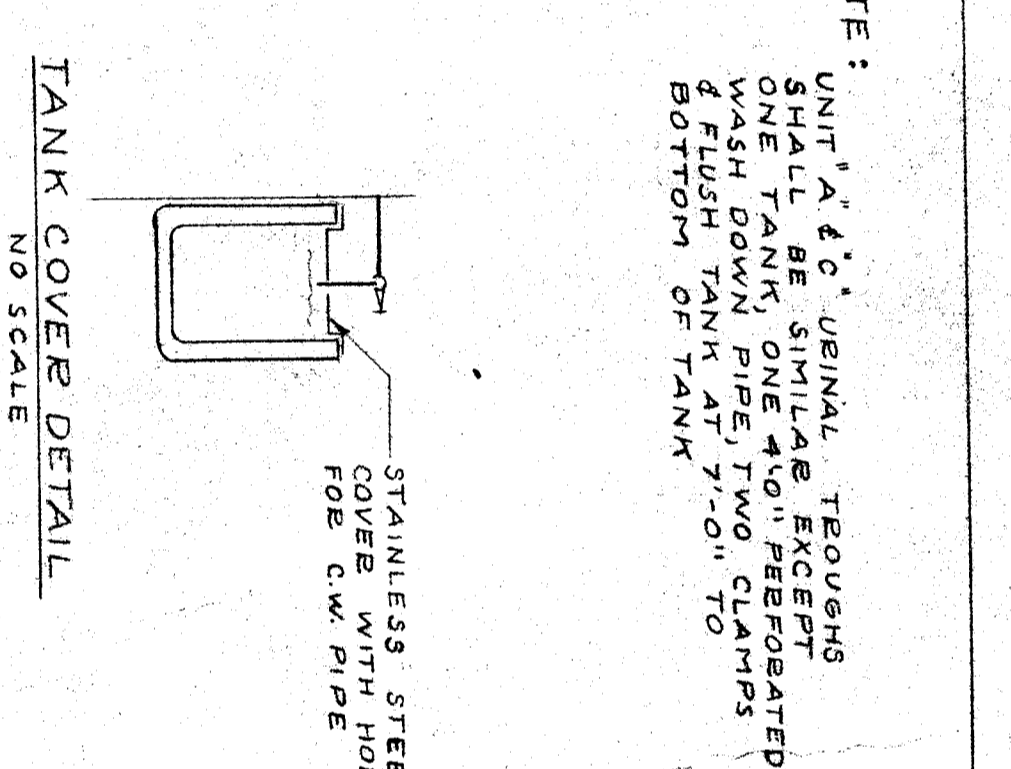 TE:
UNIT "A" & "C" URINAL TROUGHS
SHALL BE SIMILAR EXCEPT
ONE TANK, ONE 4'0" PERFORATED
WASH DOWN PIPE, TWO CLAMPS
& FLUSH TANK AT 7'-0" TO
BOTTOM OF TANK
STAINLESS STEE
COVER WITH HO
FOR C.W. PIPE
TANK COVER DETAIL
NO SCALE